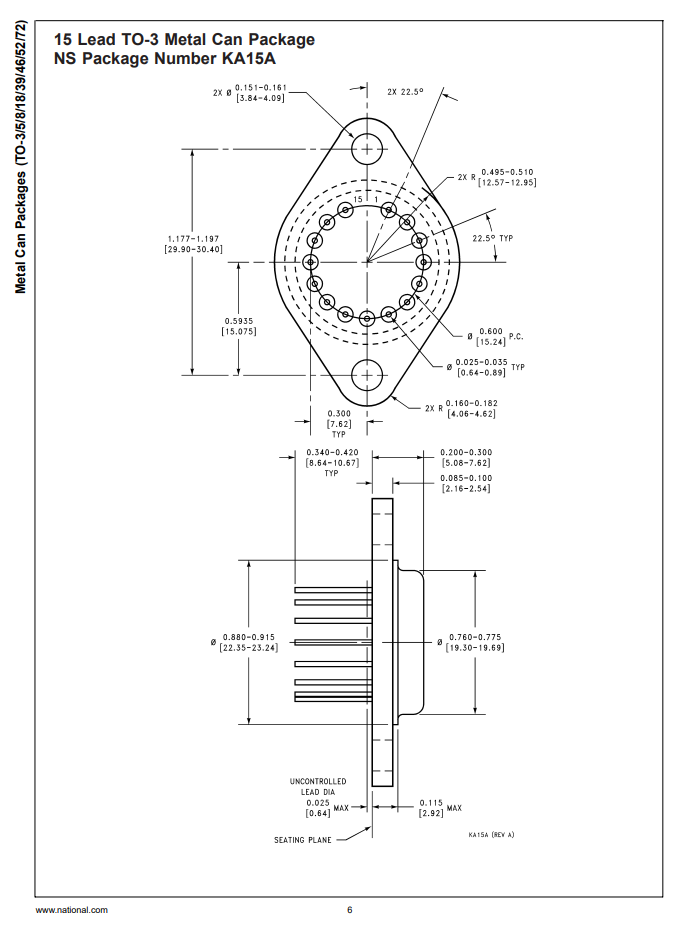 Metal Can Packages (TO-3/5/8/18/39/46/52/72)
15 Lead TO-3 Metal Can Package
NS Package Number KA15A
2X Ø 0.151-0.161
[3.84-4.09]
2X 22.5°
2X R 0.495-0.510
[12.57-12.95]
15 1
22.5° TYP
1.177-1.197
[29.90-30.40]
0.5935
[15.075]
Ø 0.600 P.C.
[15.24]
Ø 0.025-0.035 TYP
[0.64-0.89]
2X R 0.160-0.182
[4.06-4.62]
0.300
[7.62]
TYP
0.340-0.420
[8.64-10.67]
TYP
0.200-0.300
[5.08-7.62]
0.085-0.100
[2.16-2.54]
Ø 0.880-0.915
[22.35-23.24]
Ø 0.760-0.775
[19.30-19.69]
UNCONTROLLED
LEAD DIA
0.025 MAX
[0.64]
0.115 MAX
[2.92]
SEATING PLANE
KA15A (REV A)
www.national.com
6